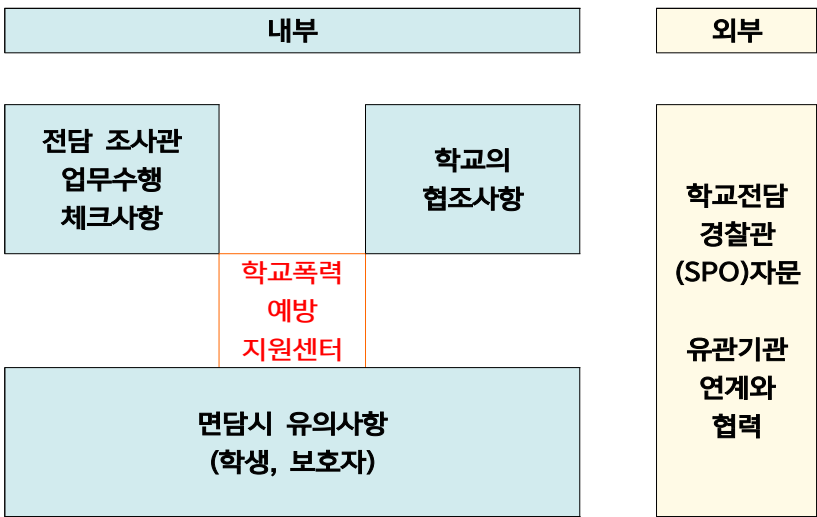 내부
외부
전담 조사관
업무수행
체크사항
학교의
협조사항
학교폭력
예방
지원센터
면담시 유의사항
(학생, 보호자)
학교전담
경찰관
(SPO)자문
유관기관
연계와
협력